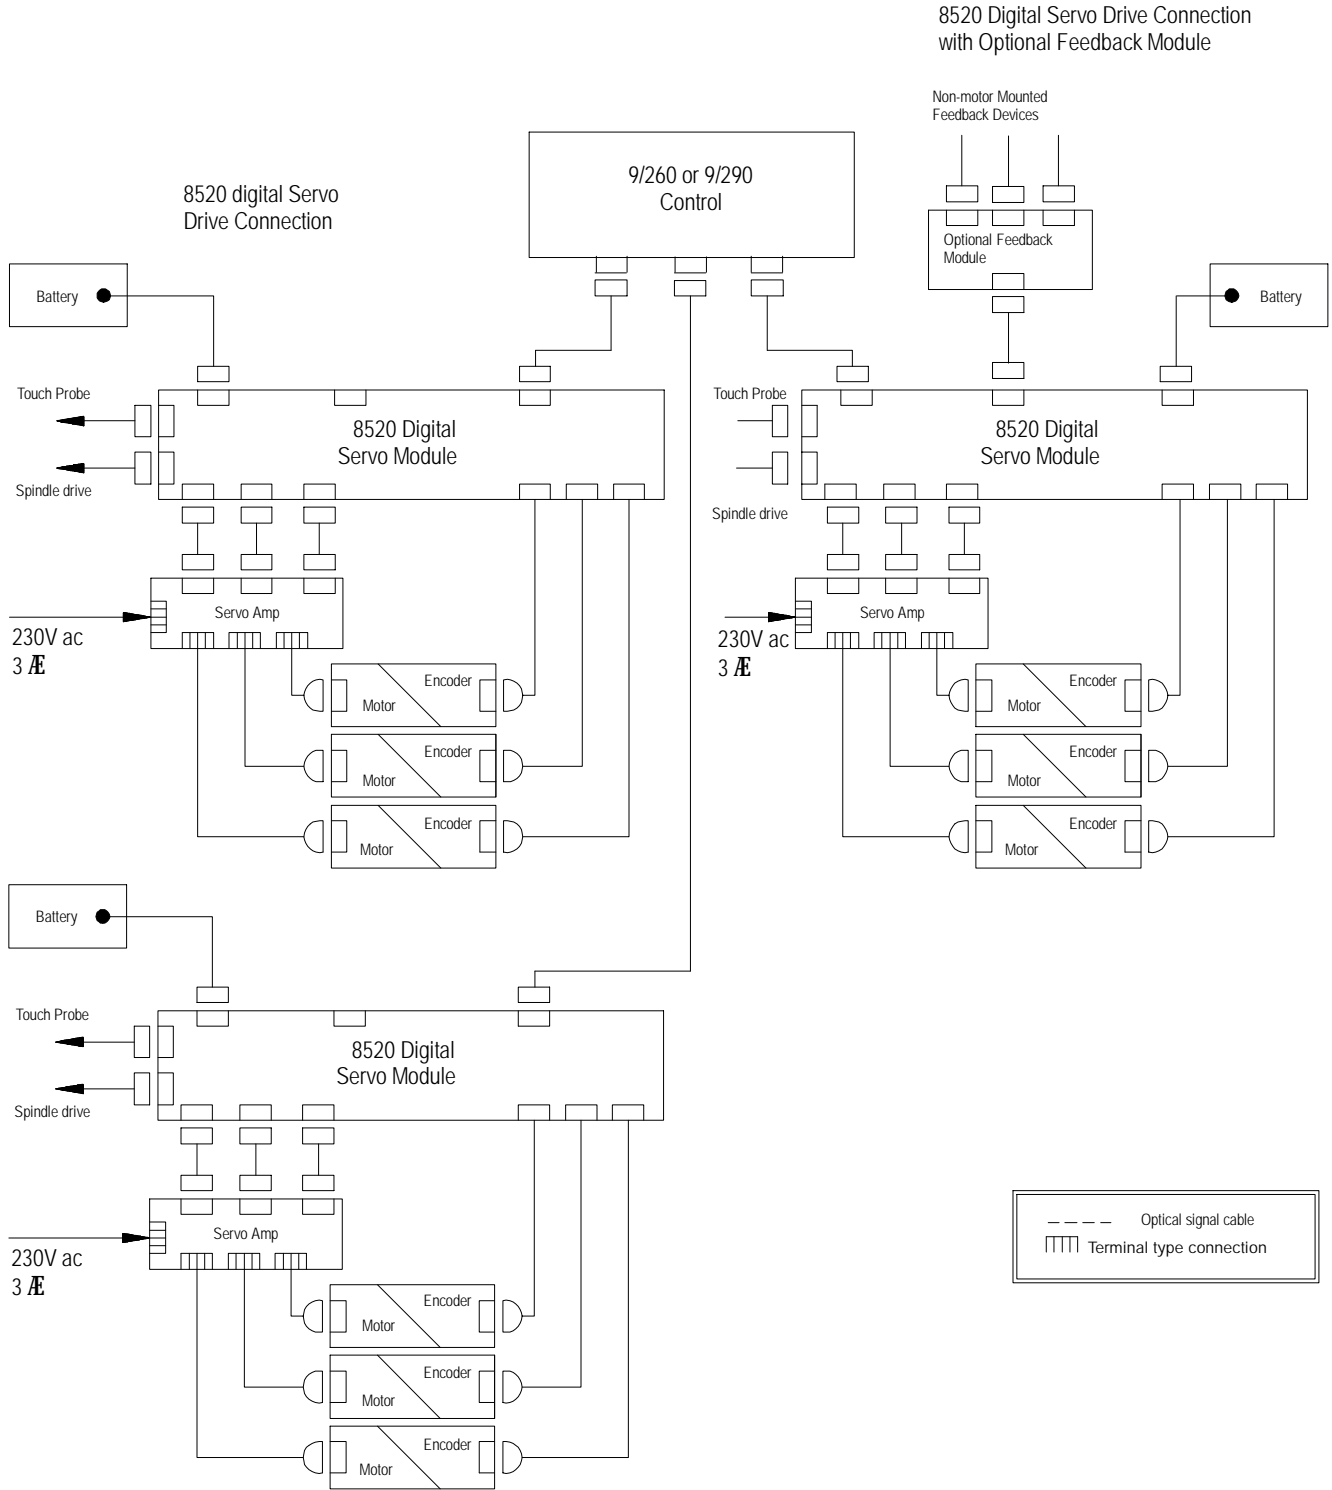 8520 Digital Servo Drive Connection
with Optional Feedback Module
Non-motor Mounted
Feedback Devices
9/260 or 9/290
Control
8520 digital Servo
Drive Connection
Optional Feedback
Module
Battery
Battery
Touch Probe
8520 Digital
Servo Module
Spindle drive
Touch Probe
8520 Digital
Servo Module
Spindle drive
Servo Amp
230V ac
3 Æ
Servo Amp
230V ac
3 Æ
Encoder
Motor
Encoder
Motor
Encoder
Motor
Encoder
Motor
Encoder
Motor
Encoder
Motor
Battery
Touch Probe
8520 Digital
Servo Module
Spindle drive
Servo Amp
230V ac
3 Æ
Encoder
Motor
Encoder
Motor
Encoder
Motor
Optical signal cable
Terminal type connection